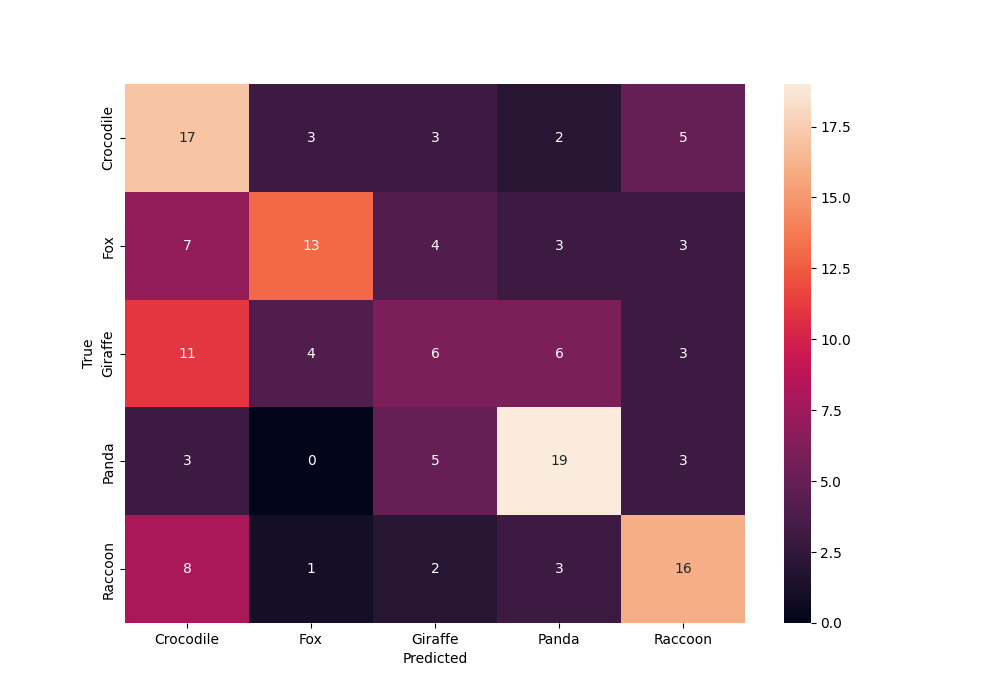 Crocodile 17 3 3 2 5
Fox 7 13 4 3 3
True
Giraffe 11 4 6 6 3
Panda 3 0 5 19 3
Raccoon 8 1 2 3 16
Crocodile Fox Giraffe Panda Raccoon
Predicted
17.5
15.0
12.5
10.0
7.5
5.0
2.5
0.0